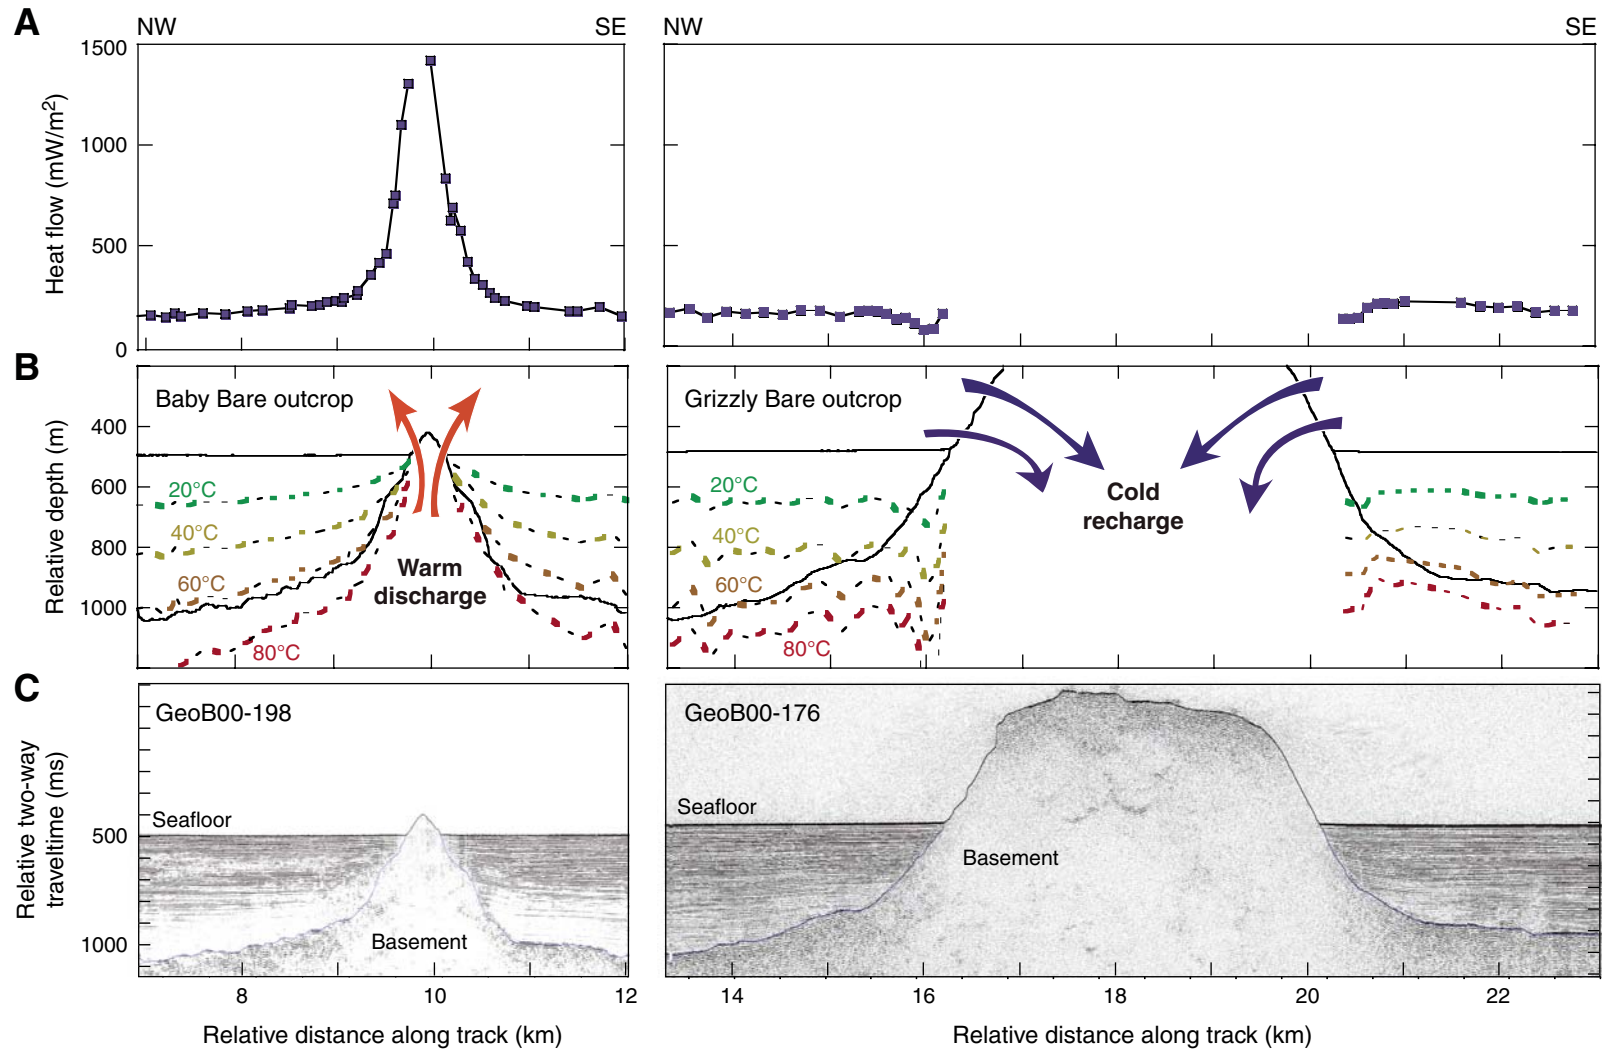 A
NW
SE
NW
SE
Heat flow (mW/m²)
1500
1000
500
0
B
Baby Bare outcrop
Grizzly Bare outcrop
Relative depth (m)
400
600
800
1000
20°C
40°C
60°C
80°C
Warm
discharge
20°C
40°C
60°C
80°C
Cold
recharge
C
GeoB00-198
GeoB00-176
Relative two-way
traveltime (ms)
Seafloor
Seafloor
500
1000
Basement
Basement
8
10
12
14
16
18
20
22
Relative distance along track (km)
Relative distance along track (km)